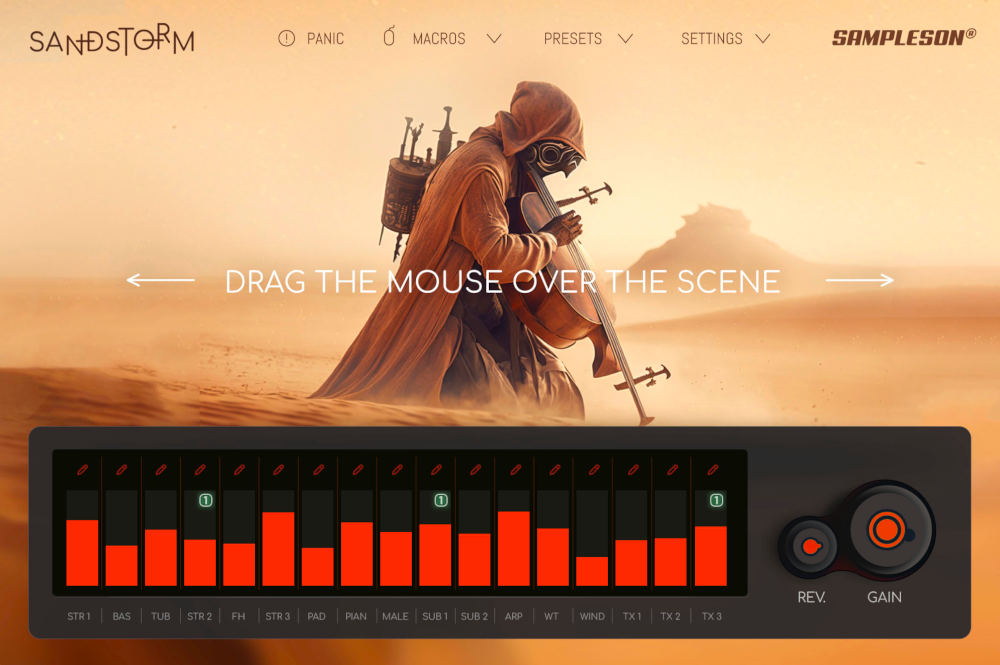 SANDSTORM
PANIC
MACROS
PRESETS
SETTINGS
SAMPLESON®
DRAG THE MOUSE OVER THE SCENE
1 1 1
STR 1 BAS TUB STR 2 FH STR 3 PAD PIAN MALE SUB 1 SUB 2 ARP WT WIND TX 1 TX 2 TX 3
REV. GAIN